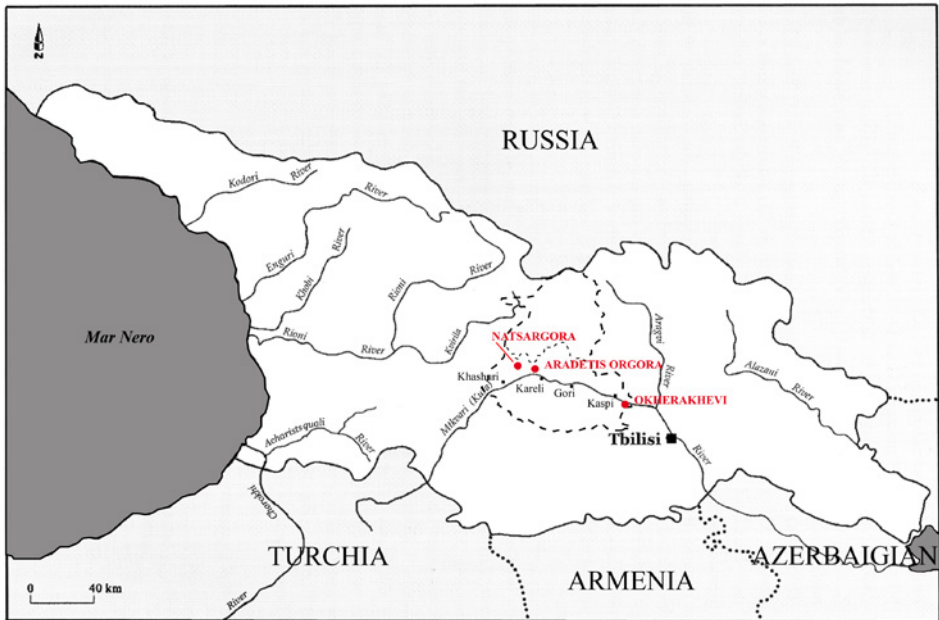 N
RUSSIA
Kodori River
Enguri River
Khobi River
Rioni River
Rioni River
Kvirila
Mar Nero
NATSARGORA
ARADETIS ORGORA
Khashuri
Kareli
Gori
Kaspi
OKHERAKHEVI
Mtkvari (Kura)
Aragvi River
Alazani River
Tbilisi
River
Acharistsquali River
Chorokhi River
TURCHIA
ARMENIA
AZERBAIGIAN
0 40 km